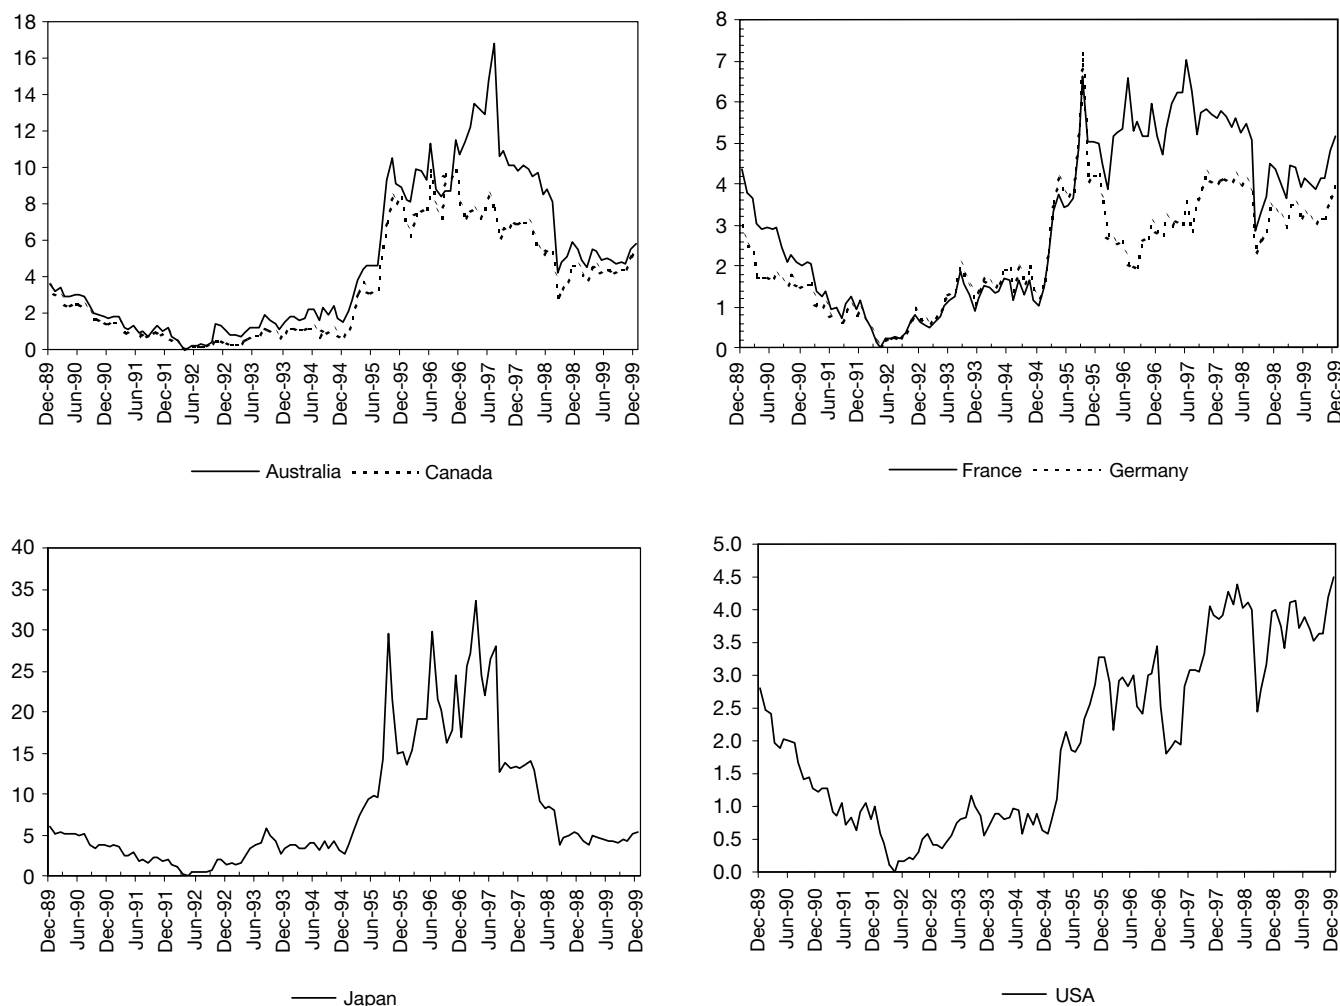 18
16
14
12
10
8
6
4
2
0
Dec-89
Jun-90
Dec-90
Jun-91
Dec-91
Jun-92
Dec-92
Jun-93
Dec-93
Jun-94
Dec-94
Jun-95
Dec-95
Jun-96
Dec-96
Jun-97
Dec-97
Jun-98
Dec-98
Jun-99
Dec-99
Australia Canada
8
7
6
5
4
3
2
1
0
Dec-89
Jun-90
Dec-90
Jun-91
Dec-91
Jun-92
Dec-92
Jun-93
Dec-93
Jun-94
Dec-94
Jun-95
Dec-95
Jun-96
Dec-96
Jun-97
Dec-97
Jun-98
Dec-98
Jun-99
Dec-99
France Germany
40
35
30
25
20
15
10
5
0
Dec-89
Jun-90
Dec-90
Jun-91
Dec-91
Jun-92
Dec-92
Jun-93
Dec-93
Jun-94
Dec-94
Jun-95
Dec-95
Jun-96
Dec-96
Jun-97
Dec-97
Jun-98
Dec-98
Jun-99
Dec-99
Japan
5.0
4.5
4.0
3.5
3.0
2.5
2.0
1.5
1.0
0.5
0.0
Dec-89
Jun-90
Dec-90
Jun-91
Dec-91
Jun-92
Dec-92
Jun-93
Dec-93
Jun-94
Dec-94
Jun-95
Dec-95
Jun-96
Dec-96
Jun-97
Dec-97
Jun-98
Dec-98
Jun-99
Dec-99
USA